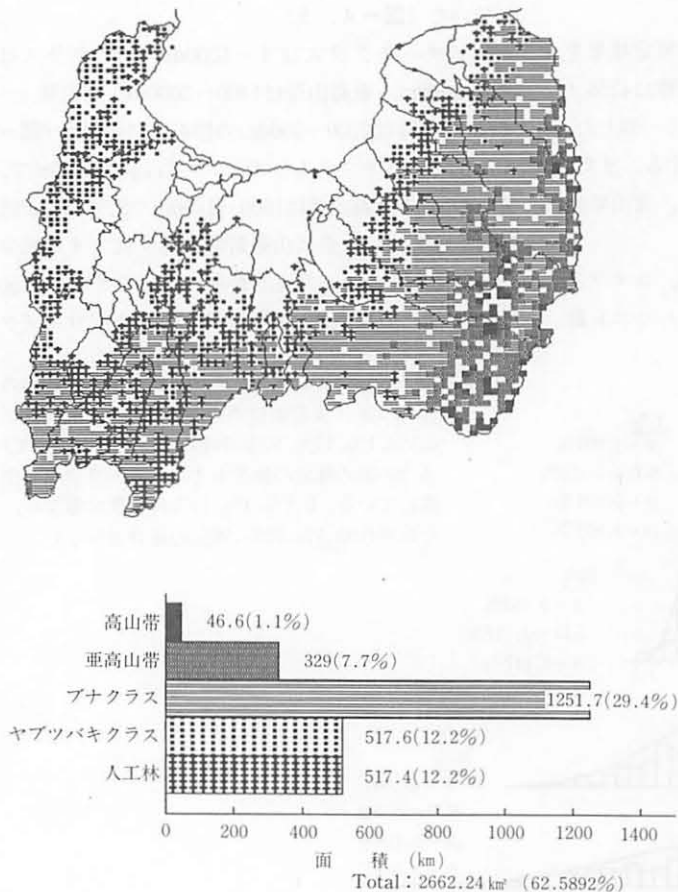 高山帯 46.6(1.1%)
亜高山帯 329(7.7%)
ブナクラス 1251.7(29.4%)
ヤブツバキクラス 517.6(12.2%)
人工林 517.4(12.2%)
0 200 400 600 800 1000 1200 1400
面 積 (km)
Total:2662.24㎢ (62.5892%)